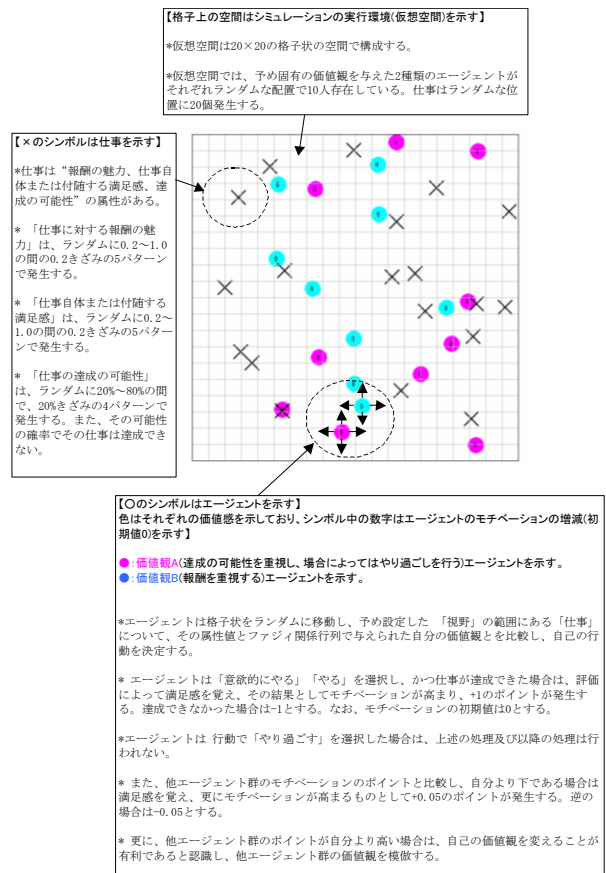 【格子上の空間はシミュレーションの実行環境(仮想空間)を示す】
*仮想空間は20×20の格子状の空間で構成する。
*仮想空間では、予め固有の価値観を与えた2種類のエージェントが
それぞれランダムな配置で10人存在している。仕事はランダムな位
置に20個発生する。
【×のシンボルは仕事を示す】
*仕事は“報酬の魅力、仕事自
体または付随する満足感、達
成の可能性”の属性がある。
* 「仕事に対する報酬の魅
力」は、ランダムに0.2～1.0
の間の0.2きざみの5パターン
で発生する。
* 「仕事自体または付随する
満足感」は、ランダムに0.2～
1.0の間の0.2きざみの5パター
ンで発生する。
* 「仕事の達成の可能性」
は、ランダムに20%～80%の間
で、20%きざみの4パターンで
発生する。また、その可能性
の確率でその仕事は達成でき
ない。
【〇のシンボルはエージェントを示す】
色はそれぞれの価値感を示しており、シンボル中の数字はエージェントのモチベーションの増減(初
期値0)を示す】
●:価値観A(達成の可能性を重視し、場合によってはやり過ごしを行う)エージェントを示す。
●:価値観B(報酬を重視する)エージェントを示す。
*エージェントは格子状をランダムに移動し、予め設定した 「視野」の範囲にある「仕事」
について、その属性値とファジィ関係行列で与えられた自分の価値観とを比較し、自己の行
動を決定する。
* エージェントは「意欲的にやる」「やる」を選択し、かつ仕事が達成できた場合は、評価
によって満足感を覚え、その結果としてモチベーションが高まり、+1のポイントが発生す
る。達成できなかった場合は-1とする。なお、モチベーションの初期値は0とする。
*エージェントは 行動で「やり過ごす」を選択した場合は、上述の処理及び以降の処理は行
われない。
* また、他エージェント群のモチベーションのポイントと比較し、自分より下である場合は
満足感を覚え、更にモチベーションが高まるものとして+0.05のポイントが発生する。逆の
場合は-0.05とする。
* 更に、他エージェント群のポイントが自分より高い場合は、自己の価値観を変えることが
有利であると認識し、他エージェント群の価値観を模倣する。